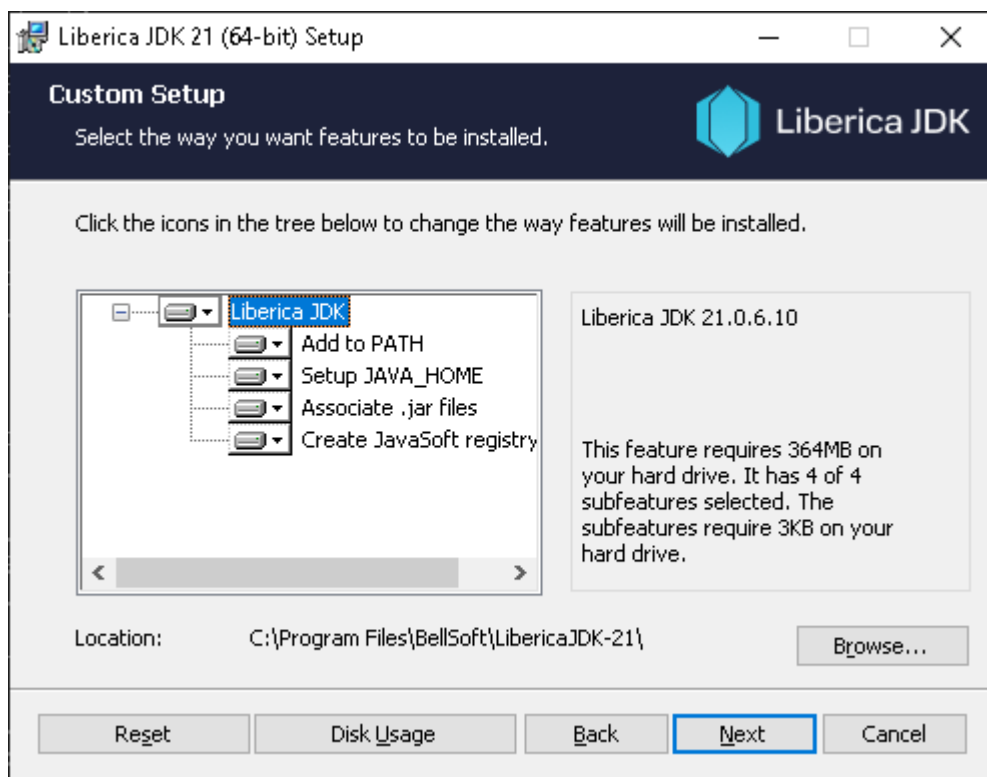 Liberica JDK 21 (64-bit) Setup
Custom Setup
Select the way you want features to be installed.
Liberica JDK
Click the icons in the tree below to change the way features will be installed.
Liberica JDK
Add to PATH
Setup JAVA_HOME
Associate .jar files
Create JavaSoft registry
Liberica JDK 21.0.6.10
This feature requires 364MB on
your hard drive. It has 4 of 4
subfeatures selected. The
subfeatures require 3KB on your
hard drive.
Location: C:\Program Files\BellSoft\LibericaJDK-21\
Browse...
Reset
Disk Usage
Back
Next
Cancel